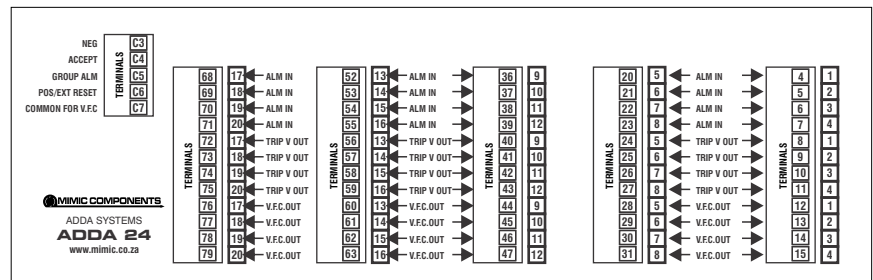 NEG C3
ACCEPT C4
GROUP ALM C5
POS/EXT RESET C6
COMMON FOR V.F.C C7
TERMINALS
68 17 ALM IN 52 13 ALM IN 36 9 20 5 ALM IN 4 1
69 18 ALM IN 53 14 ALM IN 37 10 21 6 ALM IN 5 2
70 19 ALM IN 54 15 ALM IN 38 11 22 7 ALM IN 6 3
71 20 ALM IN 55 16 ALM IN 39 12 23 8 ALM IN 7 4
72 17 TRIP V OUT 56 13 TRIP V OUT 40 9 24 5 TRIP V OUT 8 1
73 18 TRIP V OUT 57 14 TRIP V OUT 41 10 25 6 TRIP V OUT 9 2
74 19 TRIP V OUT 58 15 TRIP V OUT 42 11 26 7 TRIP V OUT 10 3
75 20 TRIP V OUT 59 16 TRIP V OUT 43 12 27 8 TRIP V OUT 11 4
76 17 V.F.C.OUT 60 13 V.F.C.OUT 44 9 28 5 V.F.C.OUT 12 1
77 18 V.F.C.OUT 61 14 V.F.C.OUT 45 10 29 6 V.F.C.OUT 13 2
78 19 V.F.C.OUT 62 15 V.F.C.OUT 46 11 30 7 V.F.C.OUT 14 3
79 20 V.F.C.OUT 63 16 V.F.C.OUT 47 12 31 8 V.F.C.OUT 15 4
TERMINALS
TERMINALS
TERMINALS
TERMINALS
TERMINALS
MIMIC COMPONENTS
ADDA SYSTEMS
ADDA 24
www.mimic.co.za